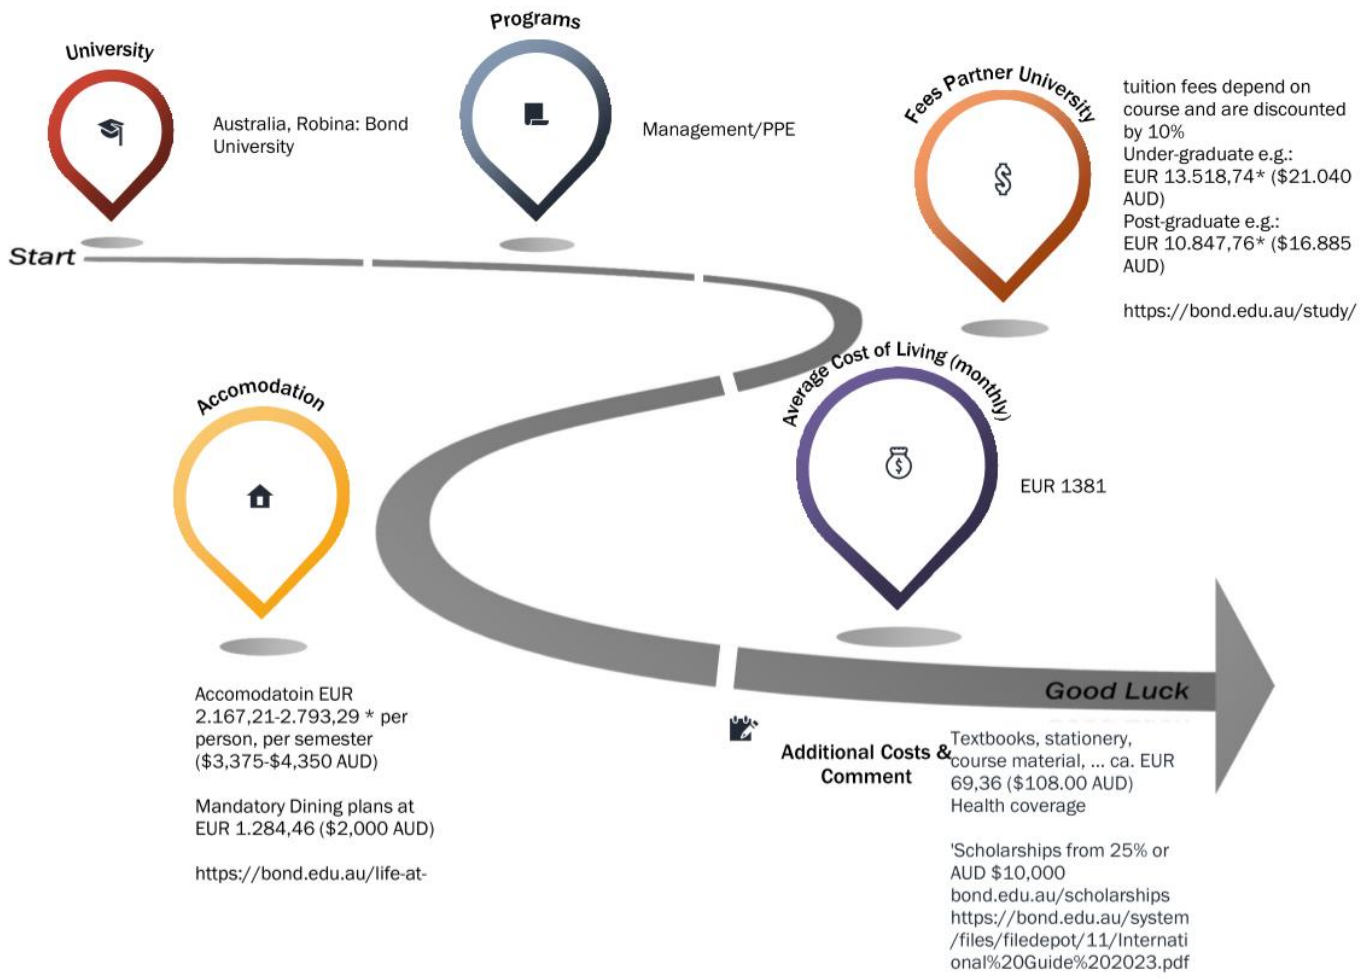 University
Australia, Robina: Bond
University
Programs
Management/PPE
Fees Partner University
tuition fees depend on
course and are discounted
by 10%
Under-graduate e.g.:
EUR 13.518,74* ($21.040
AUD)
Post-graduate e.g.:
EUR 10.847,76* ($16.885
AUD)
https://bond.edu.au/study/
Start
Average Cost of Living (monthly)
EUR 1381
Accomodation
Accomodatoin EUR
2.167,21-2.793,29 * per
person, per semester
($3,375-$4,350 AUD)
Mandatory Dining plans at
EUR 1.284,46 ($2,000 AUD)
https://bond.edu.au/life-at-
Good Luck
Additional Costs &
Comment
Textbooks, stationery,
course material, ... ca. EUR
69,36 ($108.00 AUD)
Health coverage
'Scholarships from 25% or
AUD $10,000
bond.edu.au/scholarships
https://bond.edu.au/system
/files/filedepot/11/Internati
onal%20Guide%202023.pdf